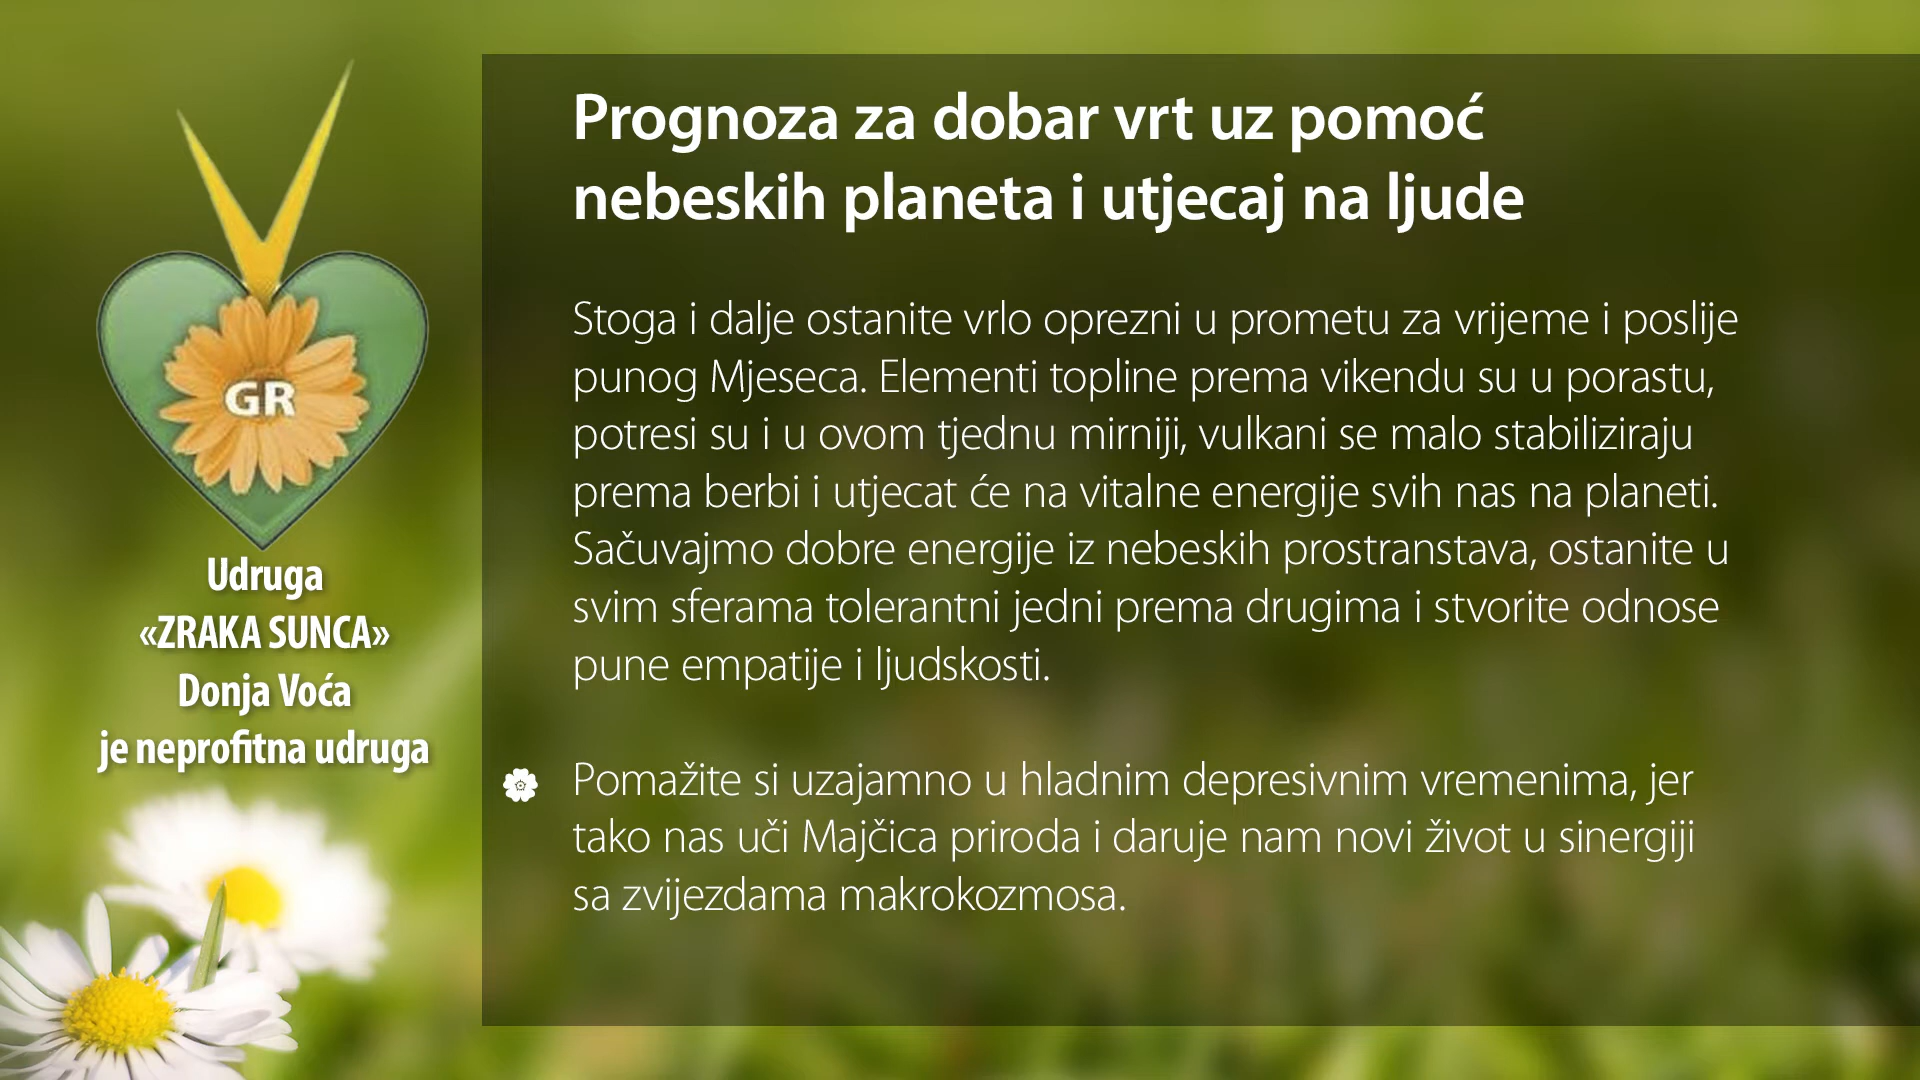 GR
Udruga
«ZRAKA SUNCA»
Donja Voća
je neprofitna udruga
Prognoza za dobar vrt uz pomoć
nebeskih planeta i utjecaj na ljude
Stoga i dalje ostanite vrlo oprezni u prometu za vrijeme i poslije
punog Mjeseca. Elementi topline prema vikendu su u porastu,
potresi su i u ovom tjednu mirniji, vulkani se malo stabiliziraju
prema berbi i utjecat će na vitalne energije svih nas na planeti.
Sačuvajmo dobre energije iz nebeskih prostranstava, ostanite u
svim sferama tolerantni jedni prema drugima i stvorite odnose
pune empatije i ljudskosti.
Pomažite si uzajamno u hladnim depresivnim vremenima, jer
tako nas uči Majčica priroda i daruje nam novi život u sinergiji
sa zvijezdama makrokozmosa.